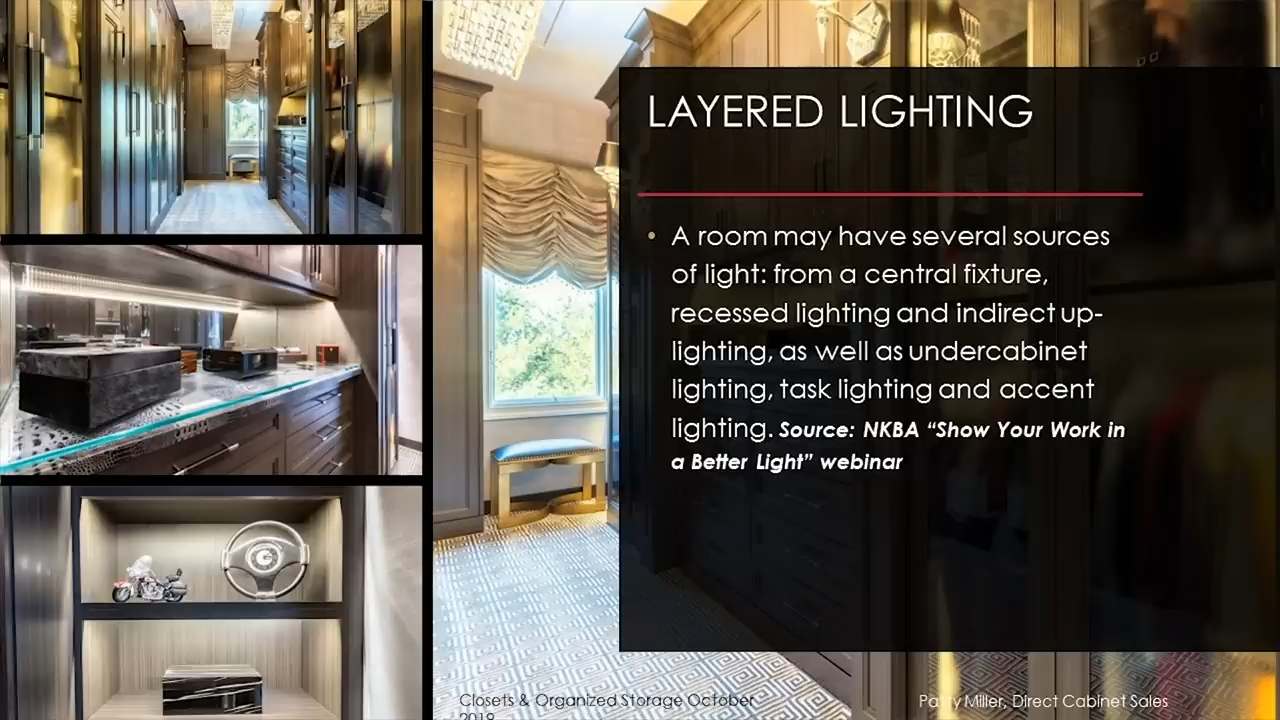 LAYERED LIGHTING
• A room may have several sources
of light: from a central fixture,
recessed lighting and indirect up-
lighting, as well as undercabinet
lighting, task lighting and accent
lighting. Source: NKBA “Show Your Work in
a Better Light” webinar
Closets & Organized Storage October
2019
Patty Miller, Direct Cabinet Sales